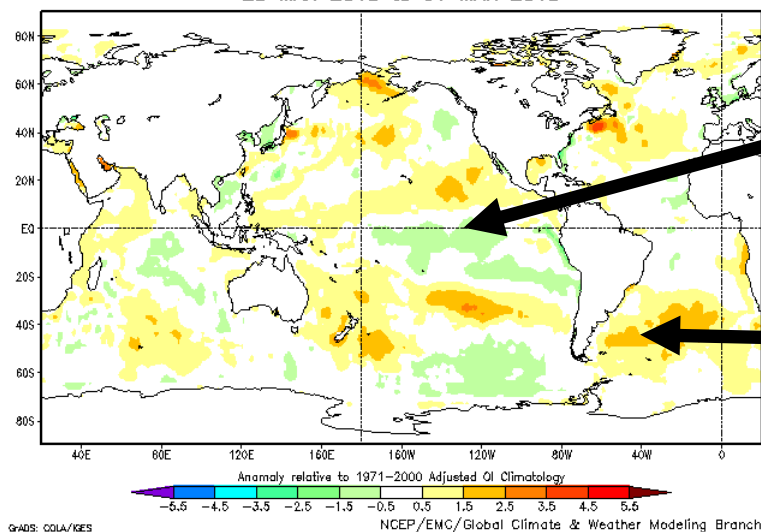 80N
60N
40N
20N
EQ
20S
40S
60S
80S
40E 80E 120E 160E 160W 120W 80W 40W 0
Anamaly relative to 1971-2000 Adjusted OI Climatology
-5.5 -4.5 -3.5 -2.5 -1.5 -0.5 0.5 1.5 2.5 3.5 4.5 5.5
GrADS: COLA/IGES
NCEP/EMC/Global Climate & Weather Modeling Branch